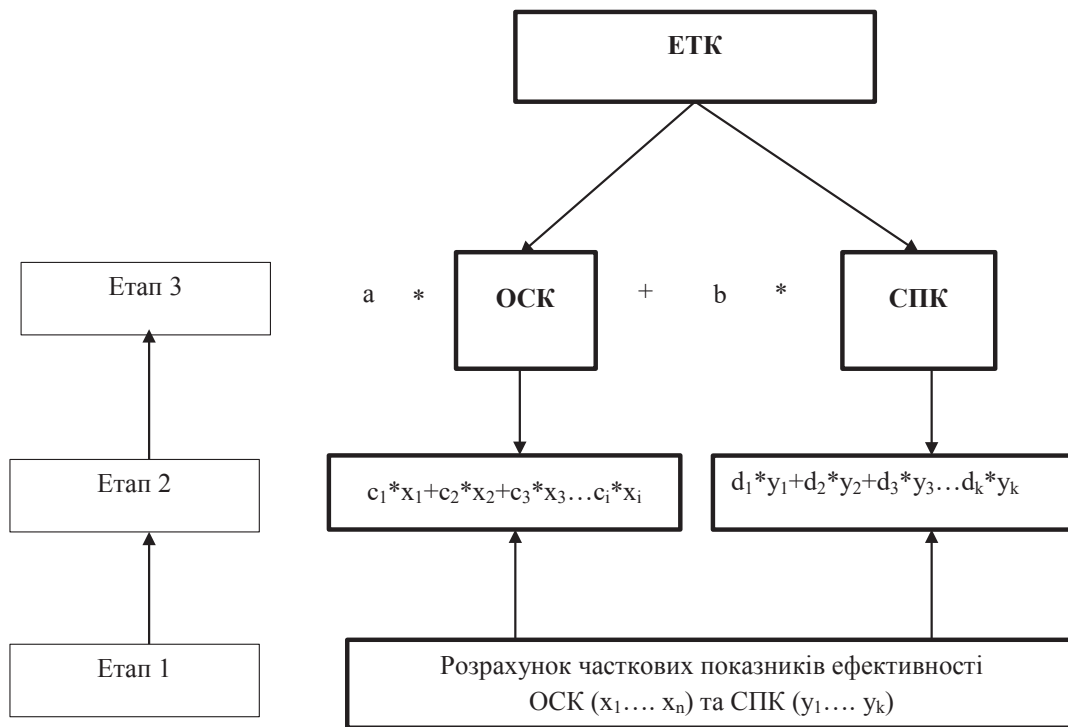 ЕТК
Етап 3
a * ОСК + b * СПК
Етап 2
c₁*x₁+c₂*x₂+c₃*x₃…cᵢ*xᵢ
d₁*y₁+d₂*y₂+d₃*y₃…dₖ*yₖ
Етап 1
Розрахунок часткових показників ефективності
ОСК (x₁…. xₙ) та СПК (y₁…. yₖ)